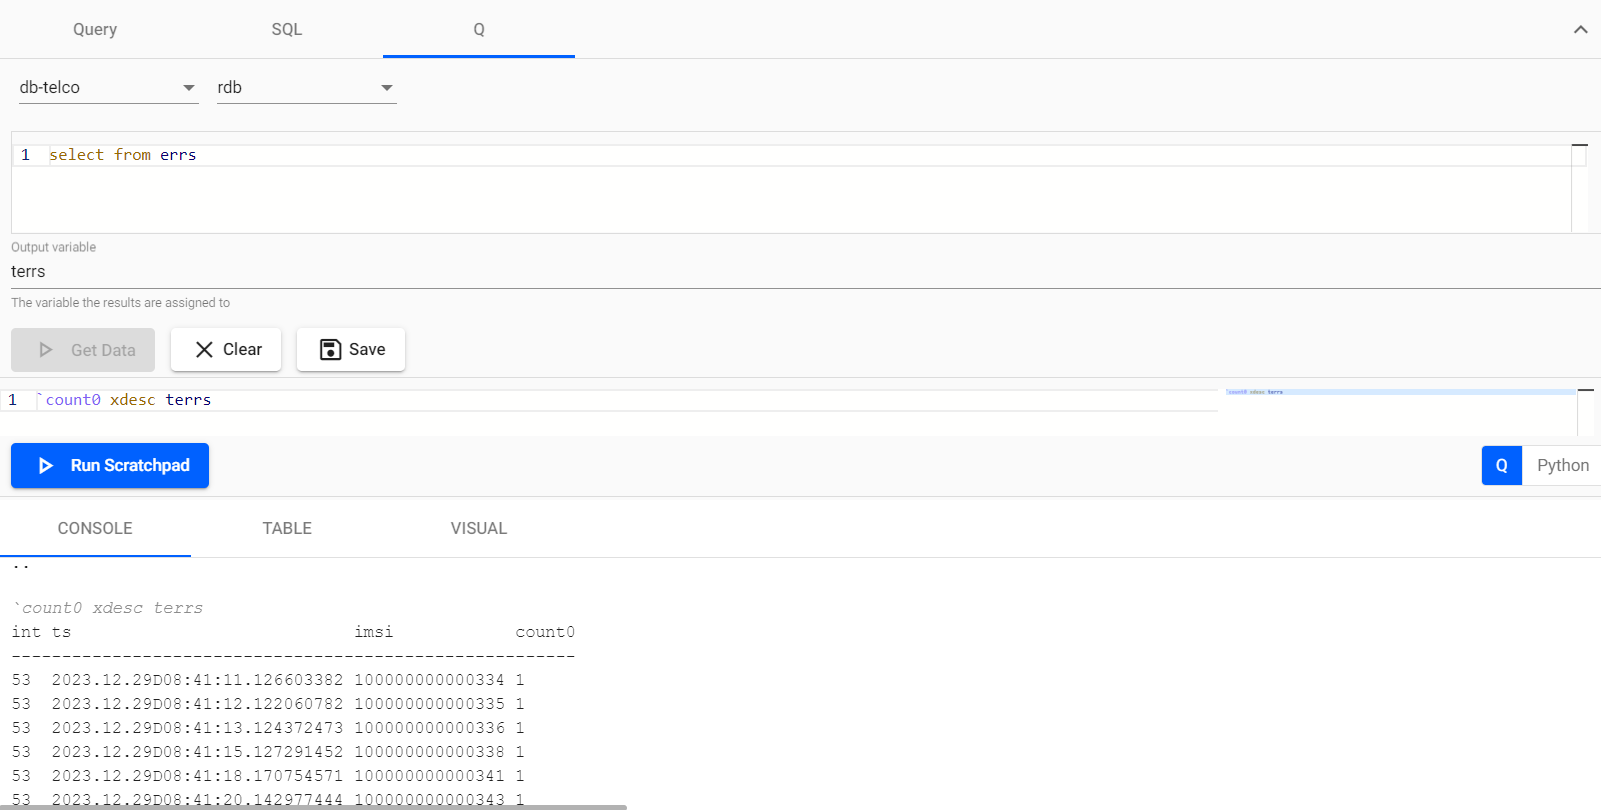 Query SQL Q
db-telco rdb
1 select from errs
Output variable
terrs
The variable the results are assigned to
Get Data Clear Save
1 `count0 xdesc terrs
`count0 xdesc terrs
Run Scratchpad Q Python
CONSOLE TABLE VISUAL
..
`count0 xdesc terrs
int ts imsi count0
--------------------------------------------------------
53 2023.12.29D08:41:11.126603382 100000000000334 1
53 2023.12.29D08:41:12.122060782 100000000000335 1
53 2023.12.29D08:41:13.124372473 100000000000336 1
53 2023.12.29D08:41:15.127291452 100000000000338 1
53 2023.12.29D08:41:18.170754571 100000000000341 1
53 2023.12.29D08:41:20.142977444 100000000000343 1